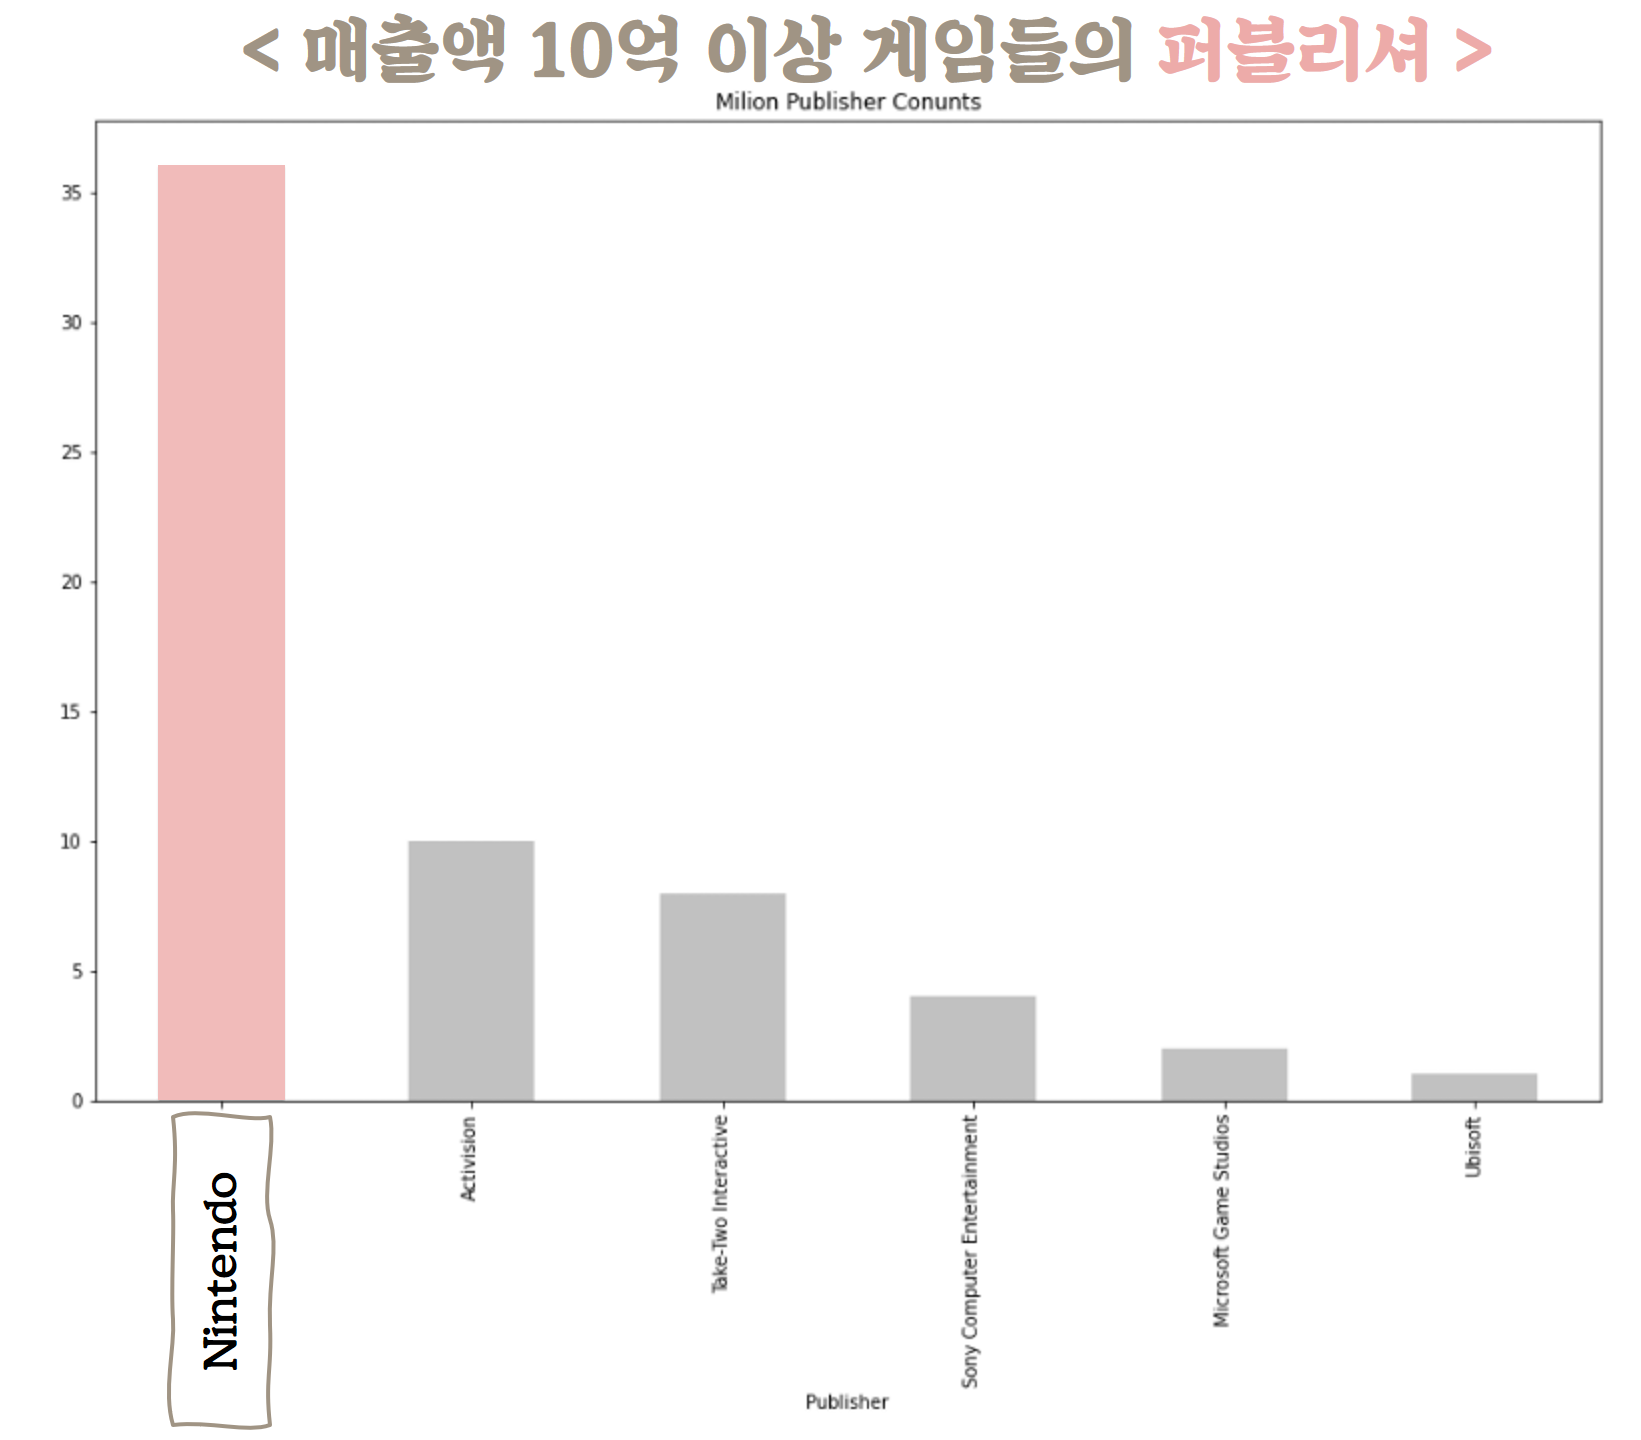 < 매출액 10억 이상 게임들의 퍼블리셔 >
Milion Publisher Conunts
35
30
25
20
15
10
5
0
Nintendo
Activision
Take-Two Interactive
Sony Computer Entertainment
Microsoft Game Studios
Ubisoft
Publisher